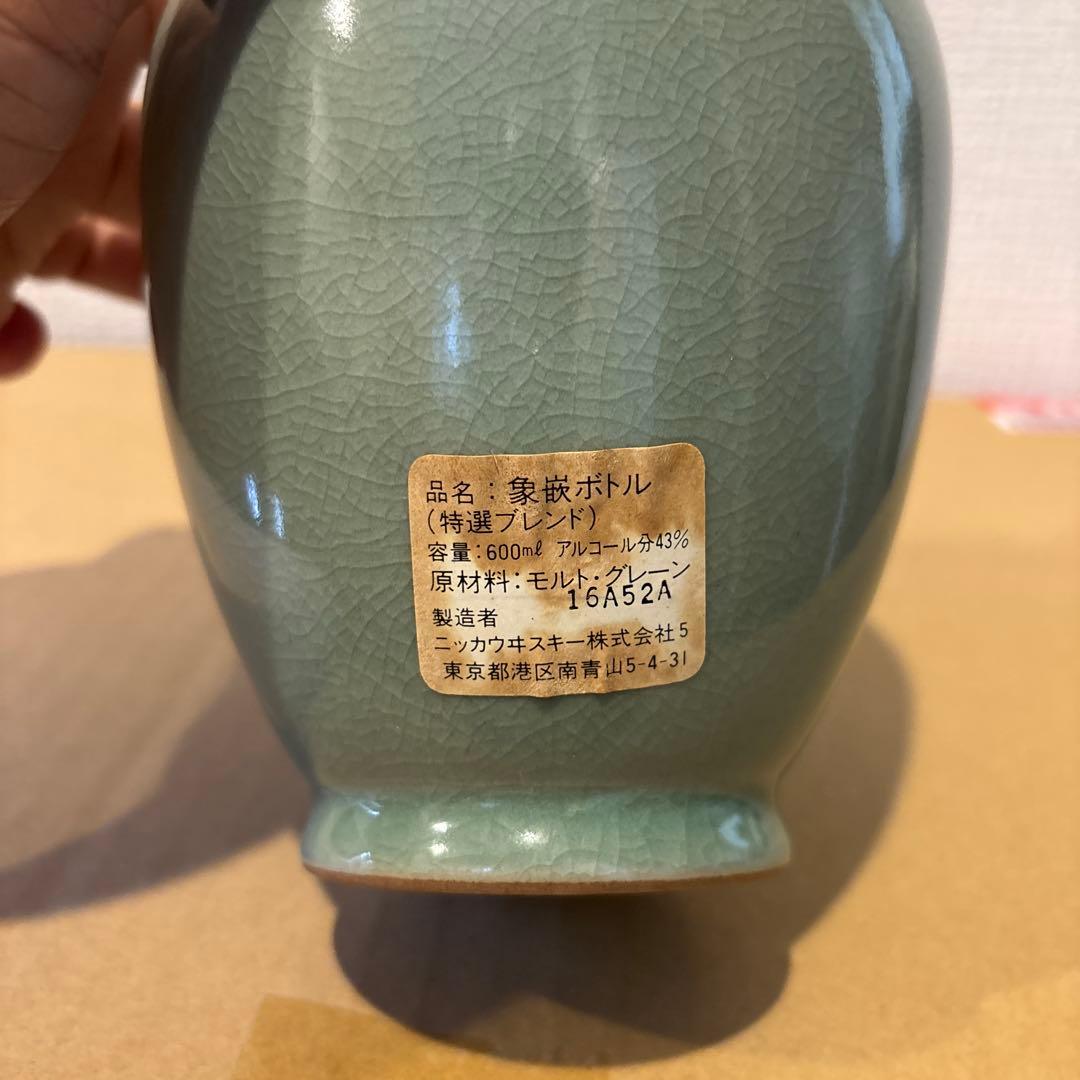 品名：象嵌ボトル
（特選ブレンド）
容量：600mℓ アルコール分43%
原材料：モルト・グレーン
16A52A
製造者
ニッカウヰスキー株式会社5
東京都港区南青山5-4-31